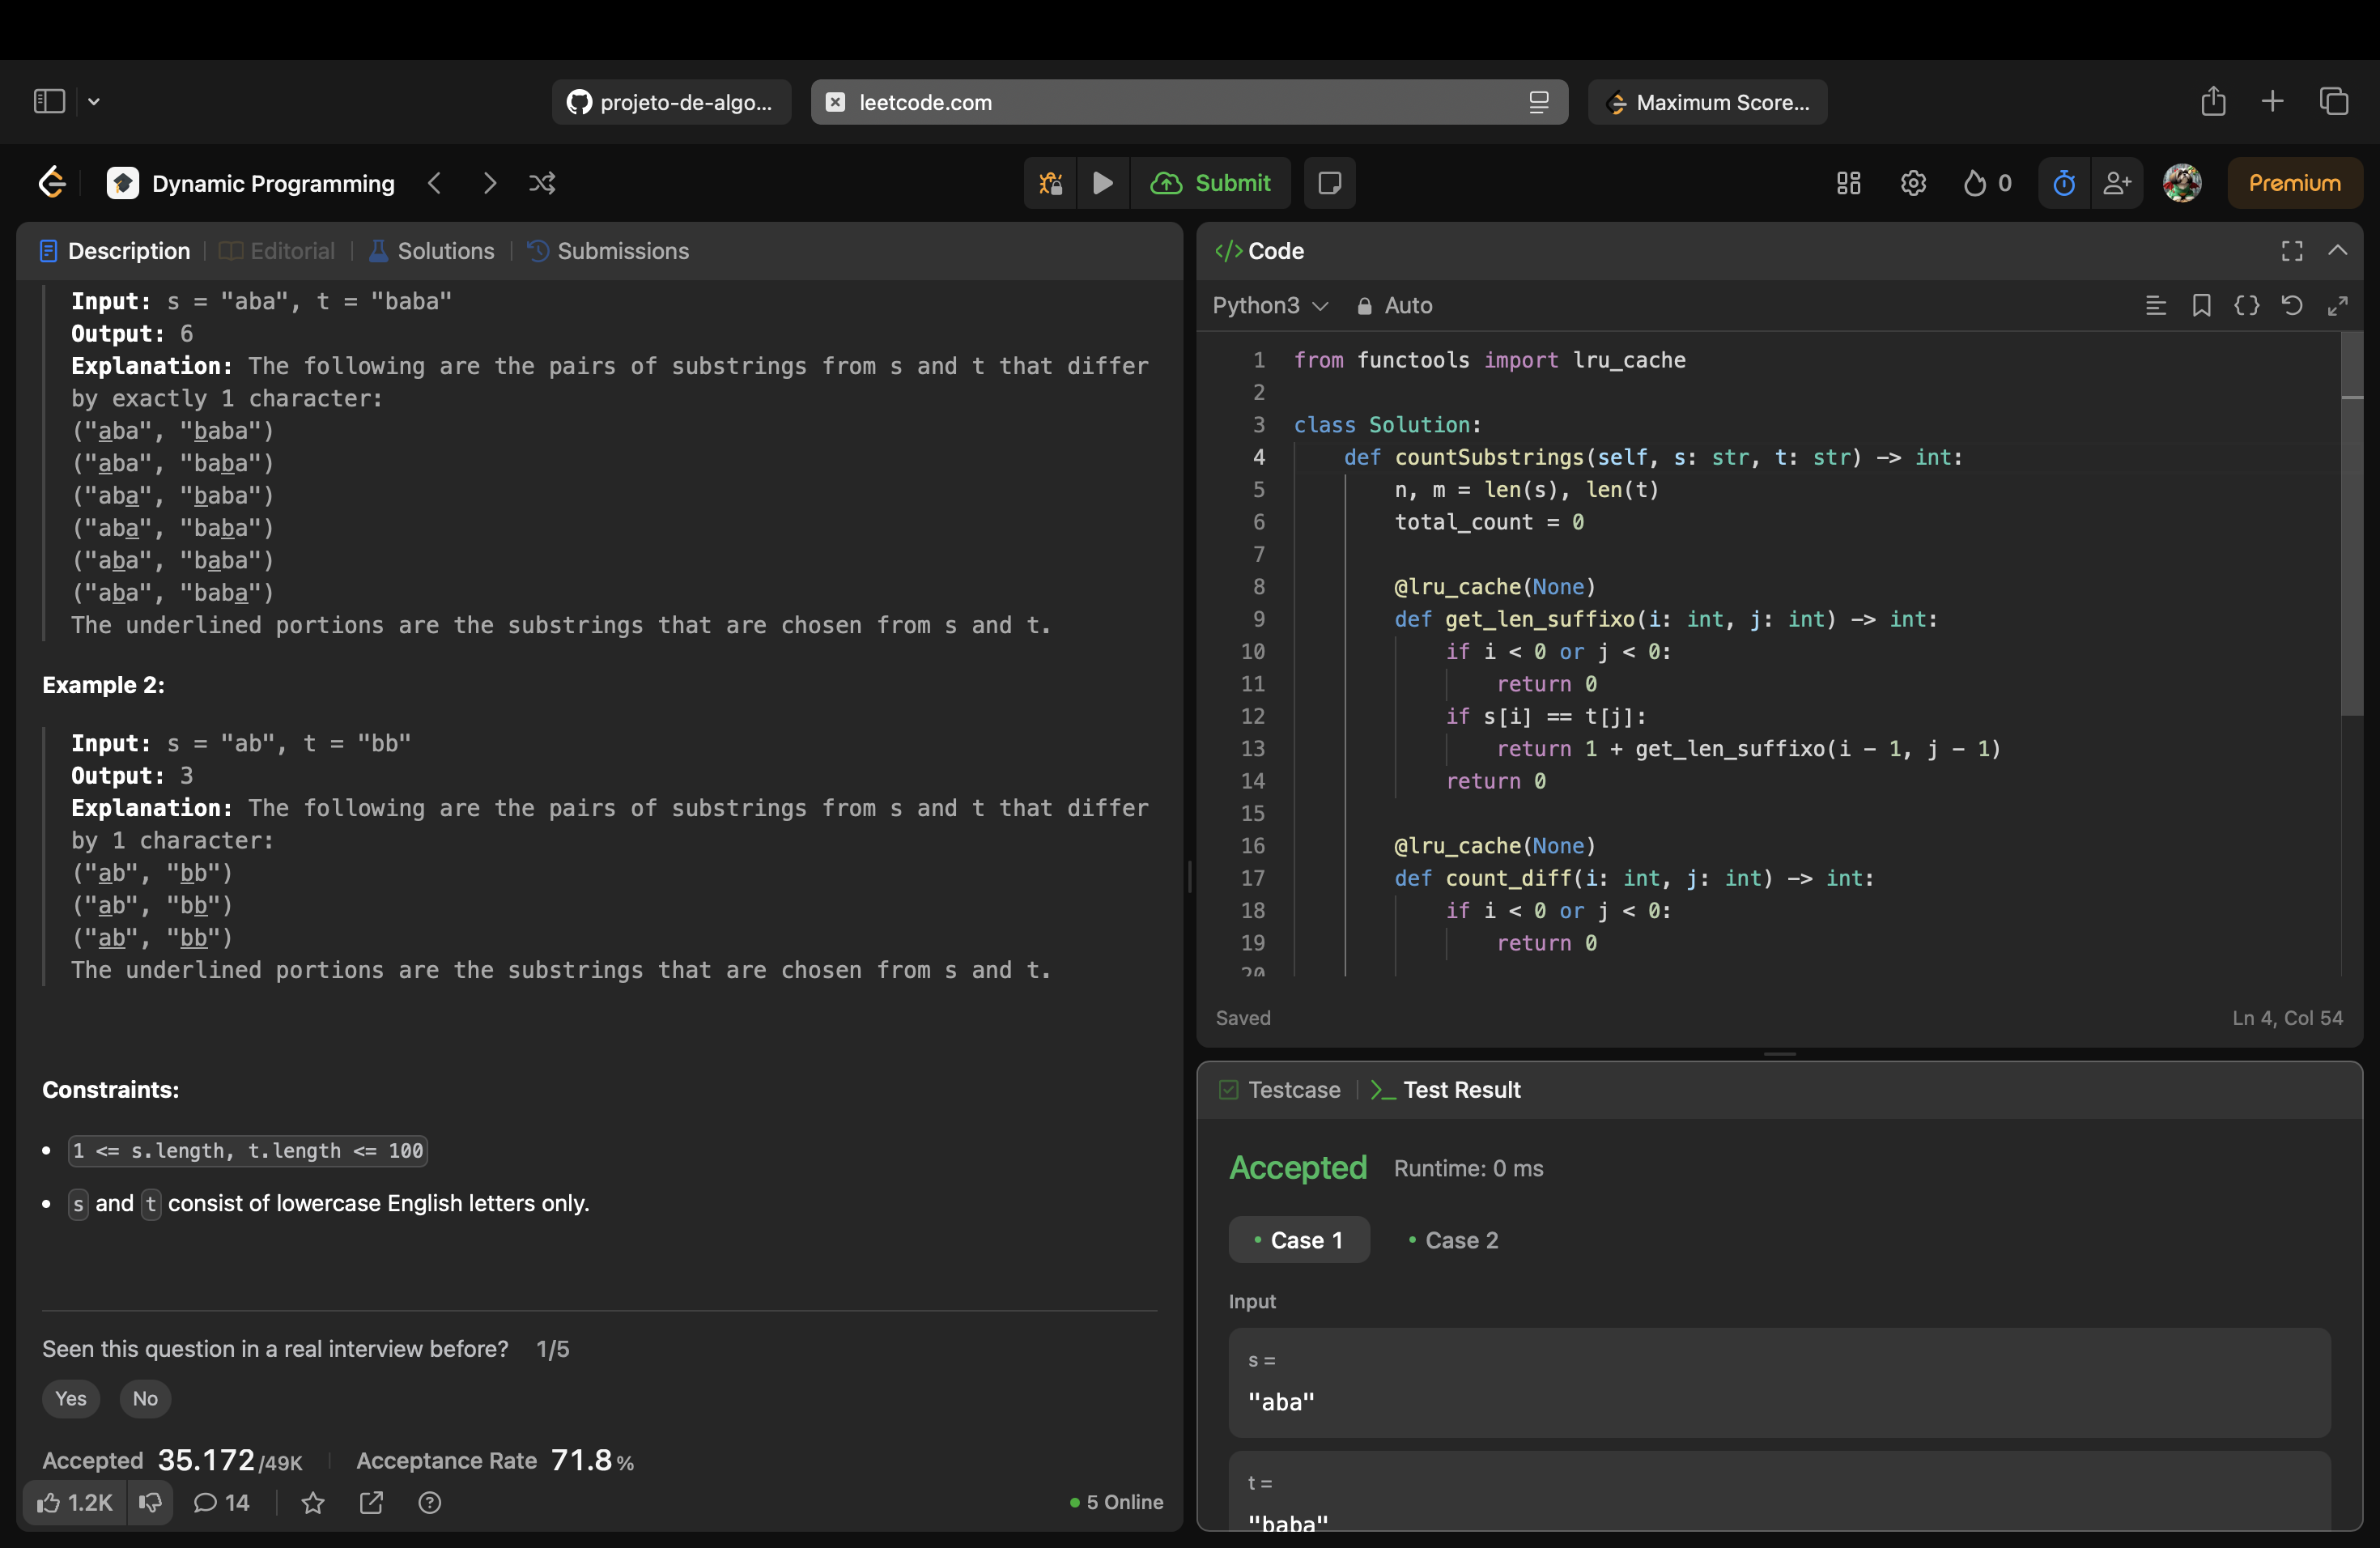 projeto-de-algo...
leetcode.com
Maximum Score...
Dynamic Programming
Submit
0
Premium
Description
Editorial
Solutions
Submissions
Input: s = "aba", t = "baba"
Output: 6
Explanation: The following are the pairs of substrings from s and t that differ
by exactly 1 character:
("aba", "baba")
("aba", "baba")
("aba", "baba")
("aba", "baba")
("aba", "baba")
("aba", "baba")
The underlined portions are the substrings that are chosen from s and t.
Example 2:
Input: s = "ab", t = "bb"
Output: 3
Explanation: The following are the pairs of substrings from s and t that differ
by 1 character:
("ab", "bb")
("ab", "bb")
("ab", "bb")
The underlined portions are the substrings that are chosen from s and t.
Constraints:
• 1 <= s.length, t.length <= 100
• s and t consist of lowercase English letters only.
Seen this question in a real interview before? 1/5
Yes No
Accepted 35.172/49K Acceptance Rate 71.8%
1.2K 14 5 Online
</> Code
Python3 Auto
1 from functools import lru_cache
2
3 class Solution:
4 def countSubstrings(self, s: str, t: str) -> int:
5 n, m = len(s), len(t)
6 total_count = 0
7
8 @lru_cache(None)
9 def get_len_suffixo(i: int, j: int) -> int:
10 if i < 0 or j < 0:
11 return 0
12 if s[i] == t[j]:
13 return 1 + get_len_suffixo(i - 1, j - 1)
14 return 0
15
16 @lru_cache(None)
17 def count_diff(i: int, j: int) -> int:
18 if i < 0 or j < 0:
19 return 0
20
Saved Ln 4, Col 54
Testcase
>_ Test Result
Accepted Runtime: 0 ms
• Case 1 • Case 2
Input
s =
"aba"
t =
"baba"